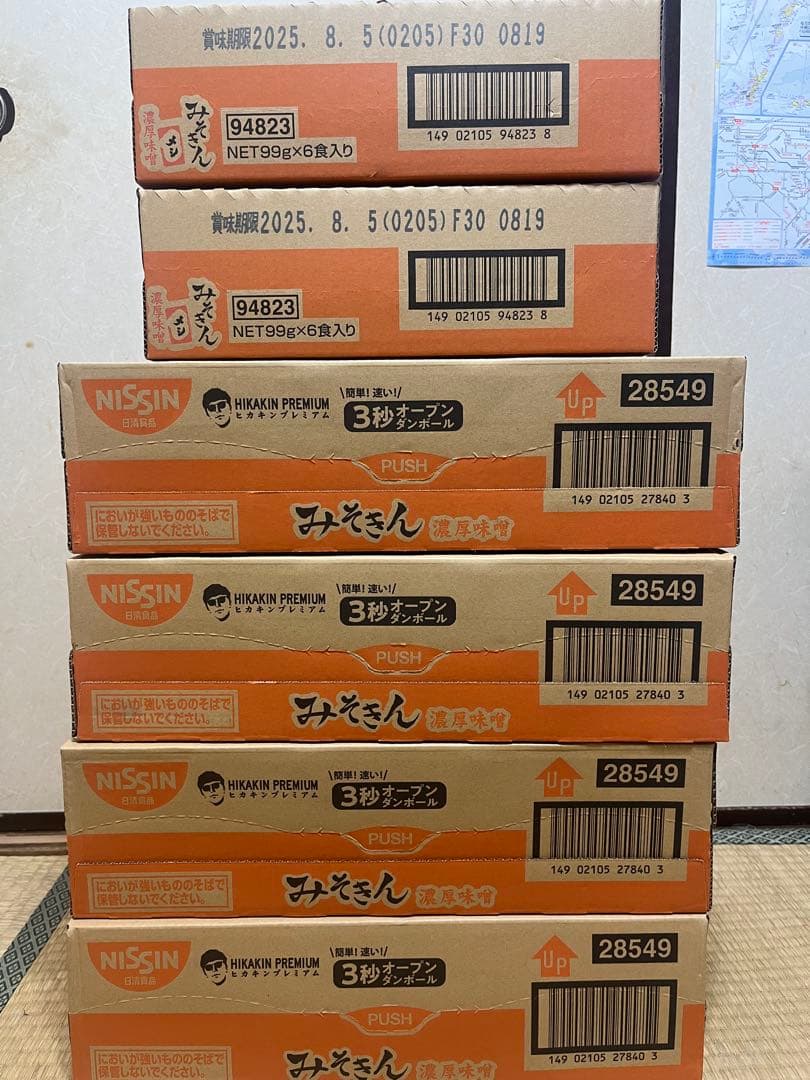 賞味期限2025. 8. 5(0205)F30 0819
濃厚味噌
みそきん
メシ
94823
NET99g×6食入り
149 02105 94823 8
賞味期限2025. 8. 5(0205)F30 0819
濃厚味噌
みそきん
メシ
94823
NET99g×6食入り
149 02105 94823 8
NISSIN
日清食品
HIKAKIN PREMIUM
ヒカキンプレミアム
\簡単!速い!/
3秒オープン
ダンボール
UP
28549
PUSH
149 02105 27840 3
においが強いもののそばで
保管しないでください。
みそきん 濃厚味噌
NISSIN
日清食品
HIKAKIN PREMIUM
ヒカキンプレミアム
\簡単!速い!/
3秒オープン
ダンボール
UP
28549
PUSH
149 02105 27840 3
においが強いもののそばで
保管しないでください。
みそきん 濃厚味噌
NISSIN
日清食品
HIKAKIN PREMIUM
ヒカキンプレミアム
\簡単!速い!/
3秒オープン
ダンボール
UP
28549
PUSH
149 02105 27840 3
においが強いもののそばで
保管しないでください。
みそきん 濃厚味噌
NISSIN
日清食品
HIKAKIN PREMIUM
ヒカキンプレミアム
\簡単!速い!/
3秒オープン
ダンボール
UP
28549
PUSH
149 02105 27840 3
においが強いもののそばで
保管しないでください。
みそきん 濃厚味噌